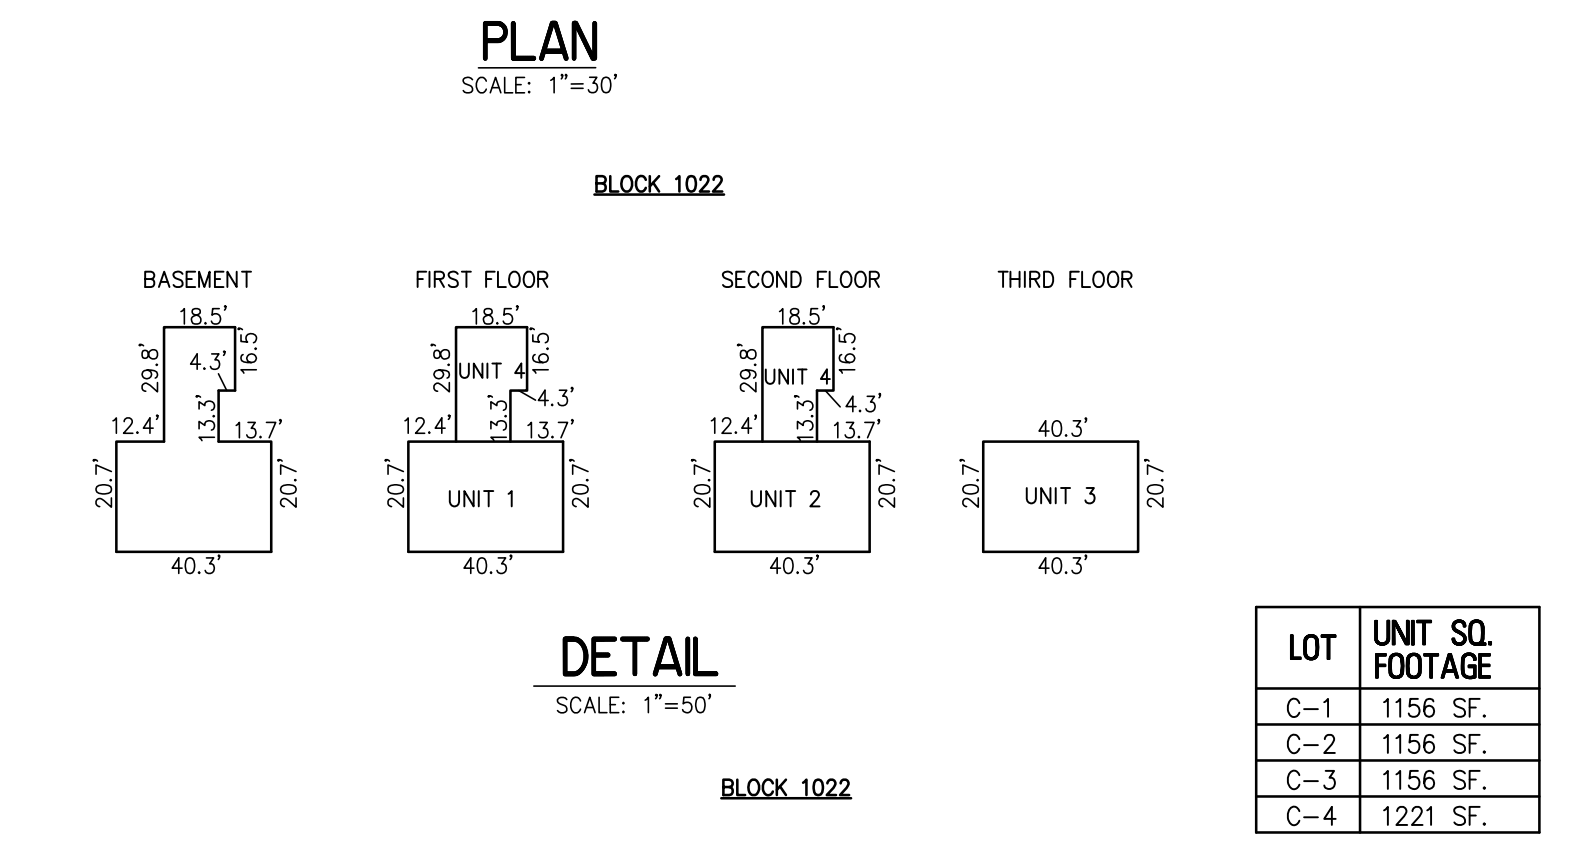 PLAN
SCALE: 1"=30'
BLOCK 1022
BASEMENT
18.5'
29.8'
4.3'
16.5'
13.3'
12.4'
13.7'
20.7'
20.7'
40.3'
FIRST FLOOR
18.5'
29.8'
UNIT 4
16.5'
4.3'
13.3'
12.4'
13.7'
20.7'
UNIT 1
20.7'
40.3'
SECOND FLOOR
18.5'
29.8'
UNIT 4
16.5'
4.3'
13.3'
12.4'
13.7'
20.7'
UNIT 2
20.7'
40.3'
THIRD FLOOR
40.3'
20.7'
UNIT 3
20.7'
40.3'
DETAIL
SCALE: 1"=50'
BLOCK 1022
LOT
UNIT SQ.
FOOTAGE
C-1 1156 SF.
C-2 1156 SF.
C-3 1156 SF.
C-4 1221 SF.